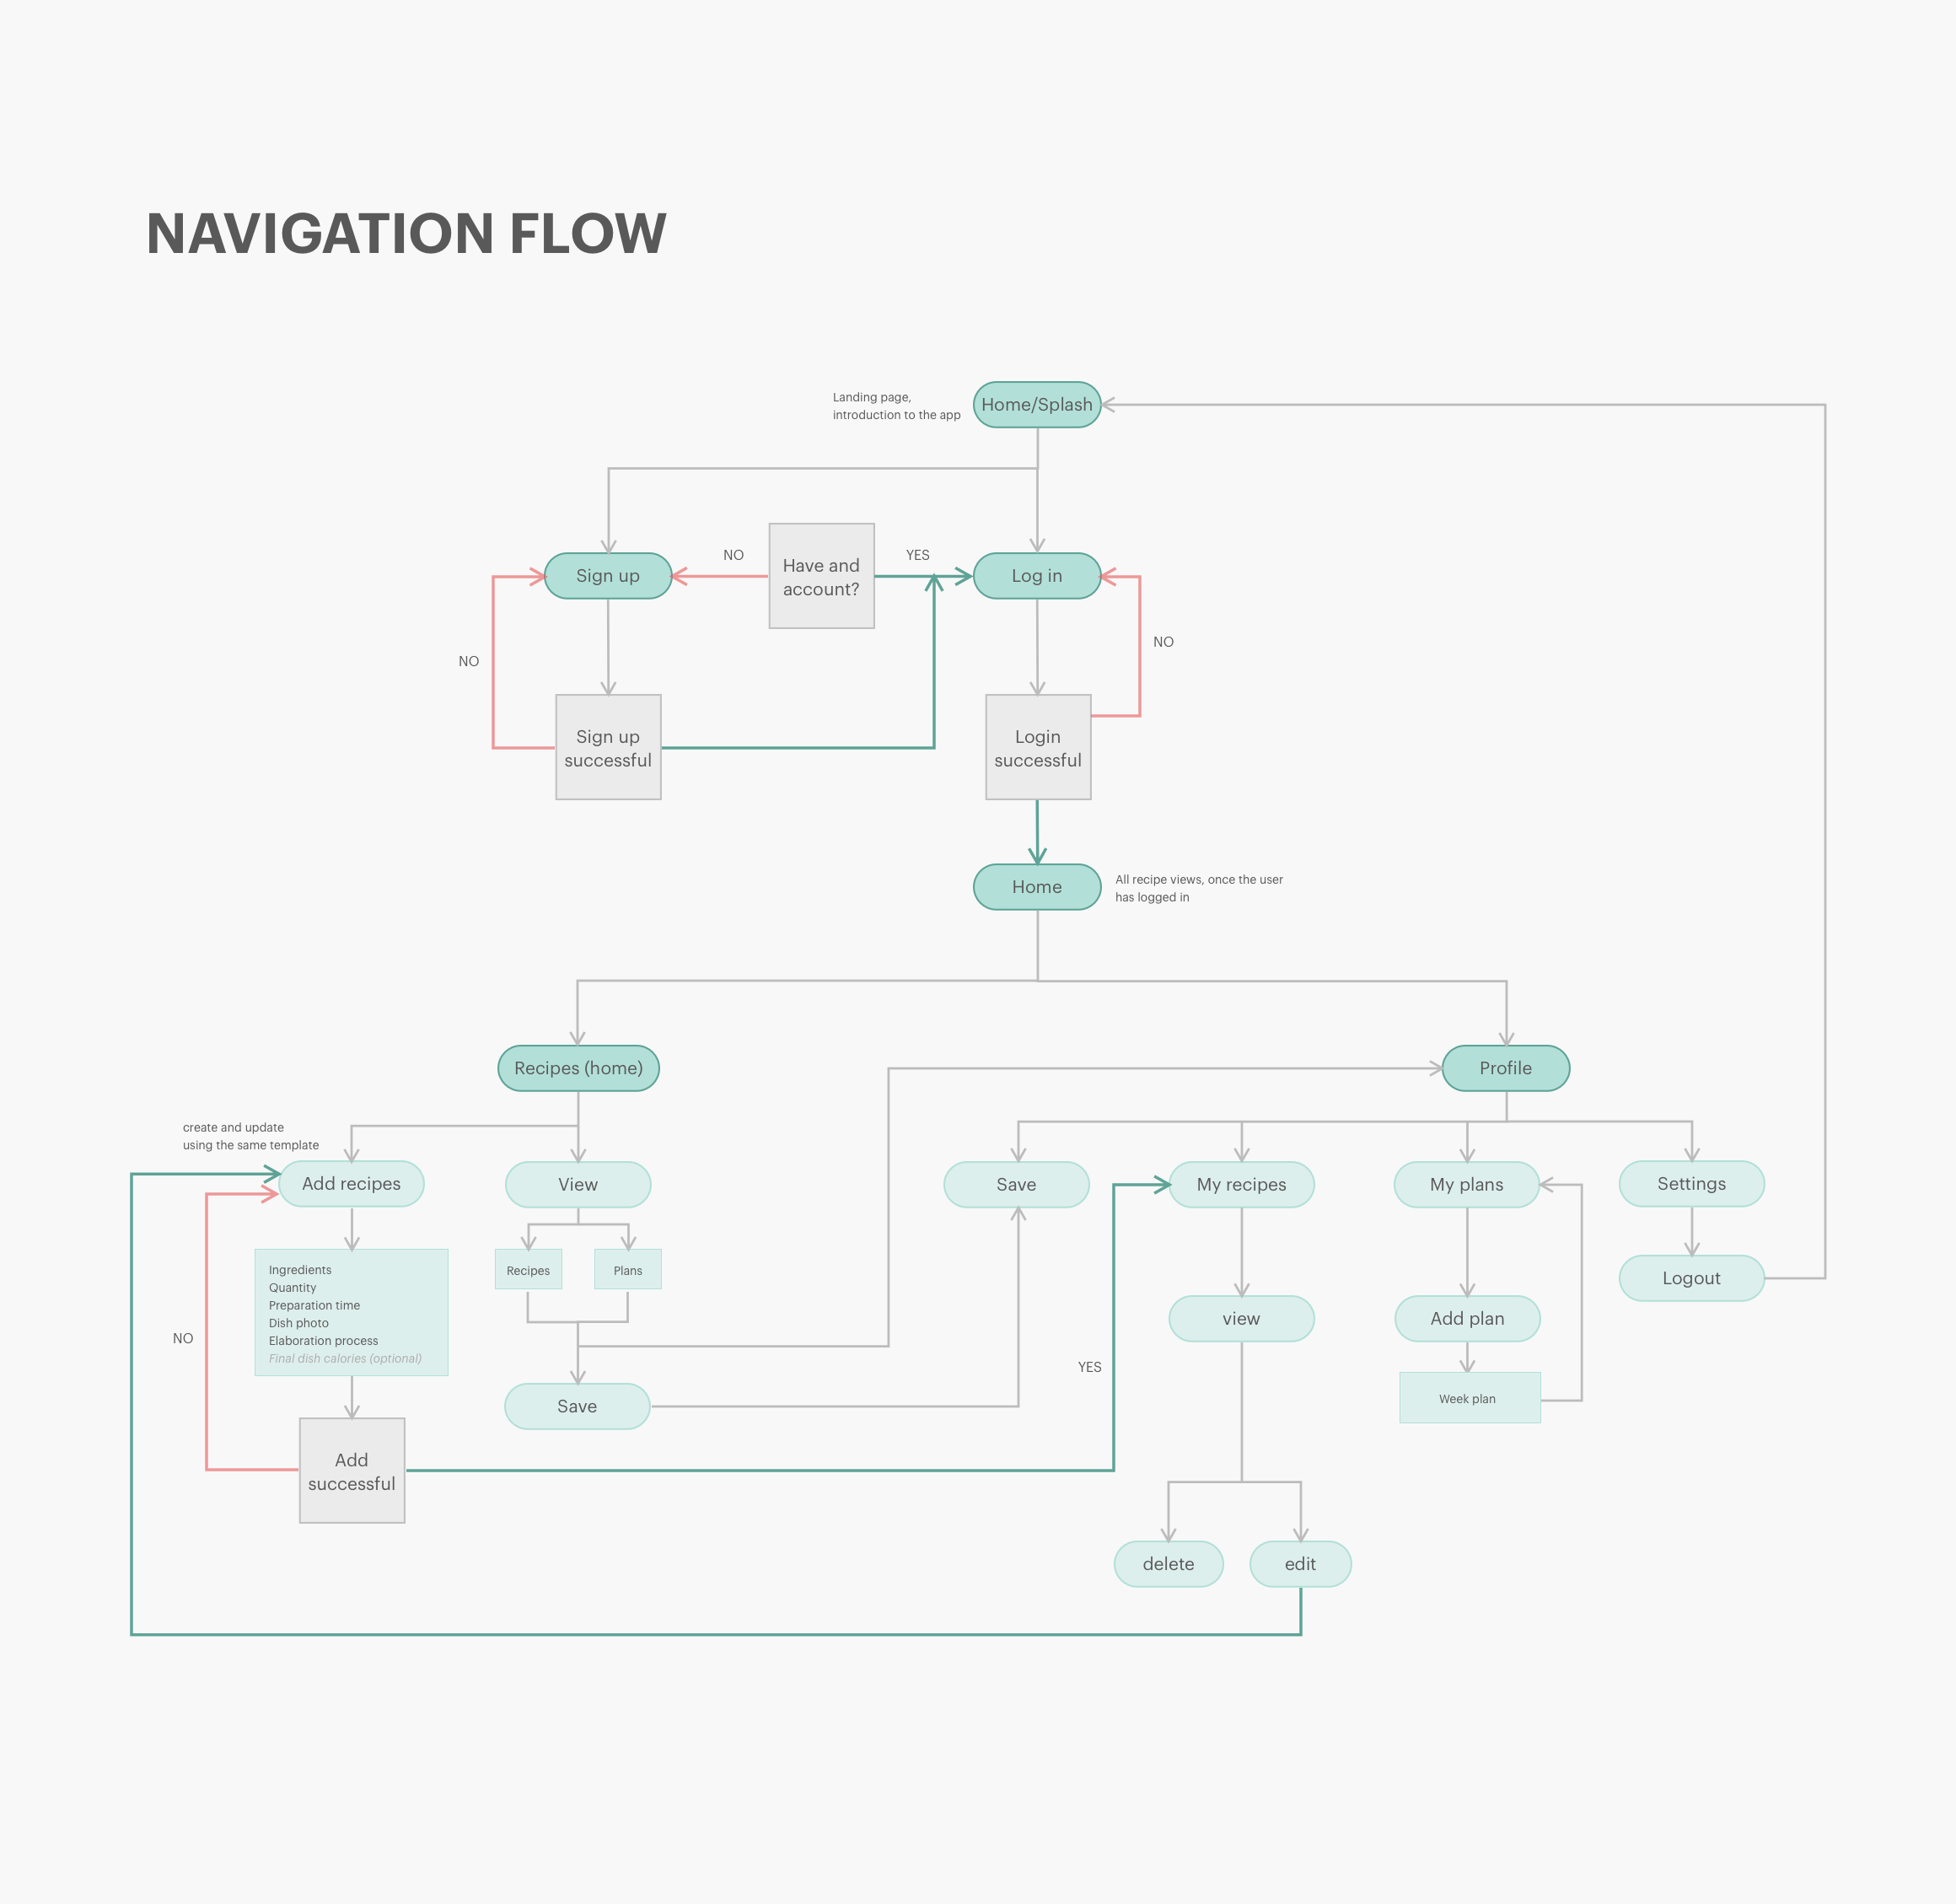 NAVIGATION FLOW
Landing page,
introduction to the app
Home/Splash
Sign up
NO
Have and
account?
YES
Log in
NO
NO
Sign up
successful
Login
successful
Home
All recipe views, once the user
has logged in
Recipes (home)
Profile
create and update
using the same template
Add recipes
View
Save
My recipes
My plans
Settings
Recipes
Plans
Ingredients
Quantity
Preparation time
Dish photo
Elaboration process
Final dish calories (optional)
Logout
view
Add plan
NO
YES
Save
Week plan
Add
successful
delete
edit